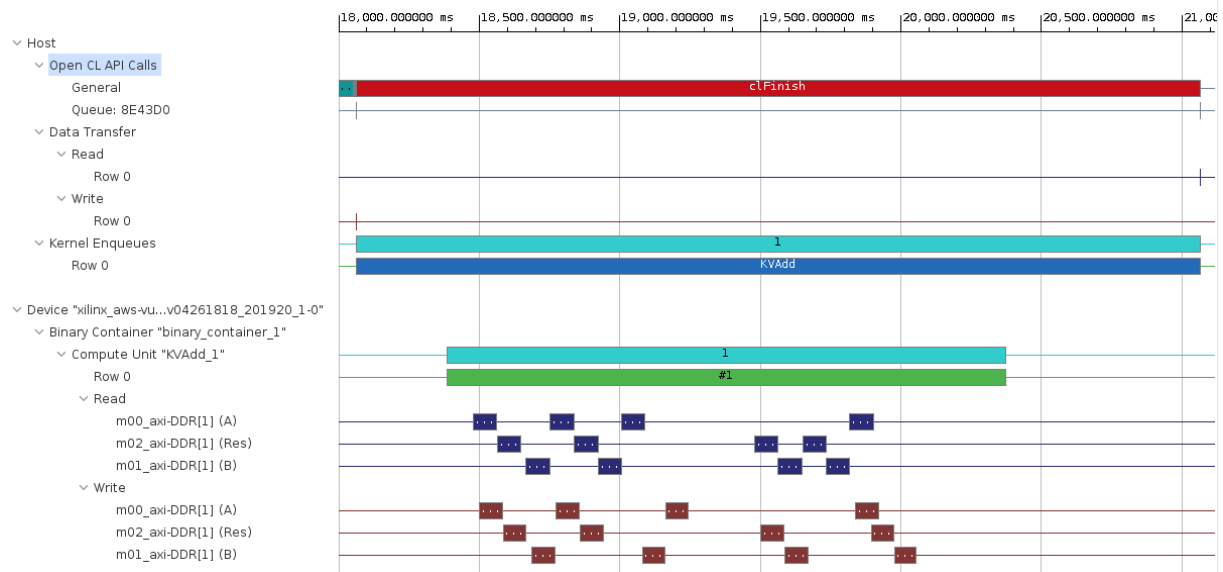 18,000.000000 ms 18,500.000000 ms 19,000.000000 ms 19,500.000000 ms 20,000.000000 ms 20,500.000000 ms 21,00
Host
Open CL API Calls
General .. clFinish
Queue: 8E43D0
Data Transfer
Read
Row 0
Write
Row 0
Kernel Enqueues 1
Row 0 KVAdd
Device "xilinx_aws-vu...v04261818_201920_1-0"
Binary Container "binary_container_1"
Compute Unit "KVAdd_1" 1
Row 0 #1
Read
m00_axi-DDR[1] (A) ... ... ... ...
m02_axi-DDR[1] (Res) ... ... ... ...
m01_axi-DDR[1] (B) ... ... ... ...
Write
m00_axi-DDR[1] (A) ... ... ... ...
m02_axi-DDR[1] (Res) ... ... ... ...
m01_axi-DDR[1] (B) ... ... ... ...